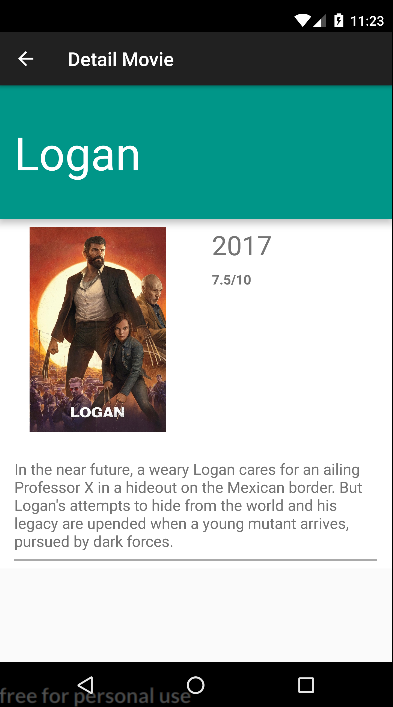 11:23
Detail Movie
Logan
2017
7.5/10
LOGAN
In the near future, a weary Logan cares for an ailing
Professor X in a hideout on the Mexican border. But
Logan's attempts to hide from the world and his
legacy are upended when a young mutant arrives,
pursued by dark forces.
free for personal use